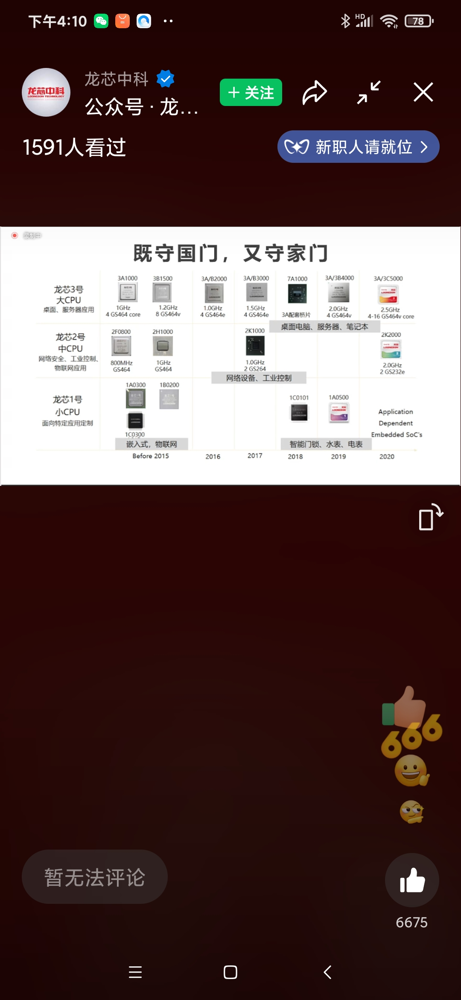 下午4:10
HD
78
龙芯中科
公众号 · 龙...
龙芯中科
LOONGSON TECHNOLOGY
+ 关注
1591人看过
新职人请就位
录制中
既守国门，又守家门
龙芯3号
大CPU
桌面、服务器应用
3A1000
1GHz
4 GS464 core
3B1500
1.2GHz
8 GS464v
3A/B2000
1.0GHz
4 GS464e
3A/B3000
1.5GHz
4 GS464e
7A1000
3A配套桥片
3A/3B4000
2.0GHz
4 GS464v
3A/3C5000
2.5GHz
4-16 GS464v core
桌面电脑、服务器、笔记本
龙芯2号
中CPU
网络安全、工业控制、
物联网应用
2F0800
800MHz
GS464
2H1000
1GHz
GS464
2K1000
1.0GHz
2 GS264
2K2000
2.0GHz
2 GS232e
网络设备、工业控制
龙芯1号
小CPU
面向特定应用定制
1A0300
1B0200
1C0300
1C0101
1A0500
Application
Dependent
Embedded SoC's
嵌入式，物联网
智能门锁、水表、电表
Before 2015
2016
2017
2018
2019
2020
666
暂无法评论
6675